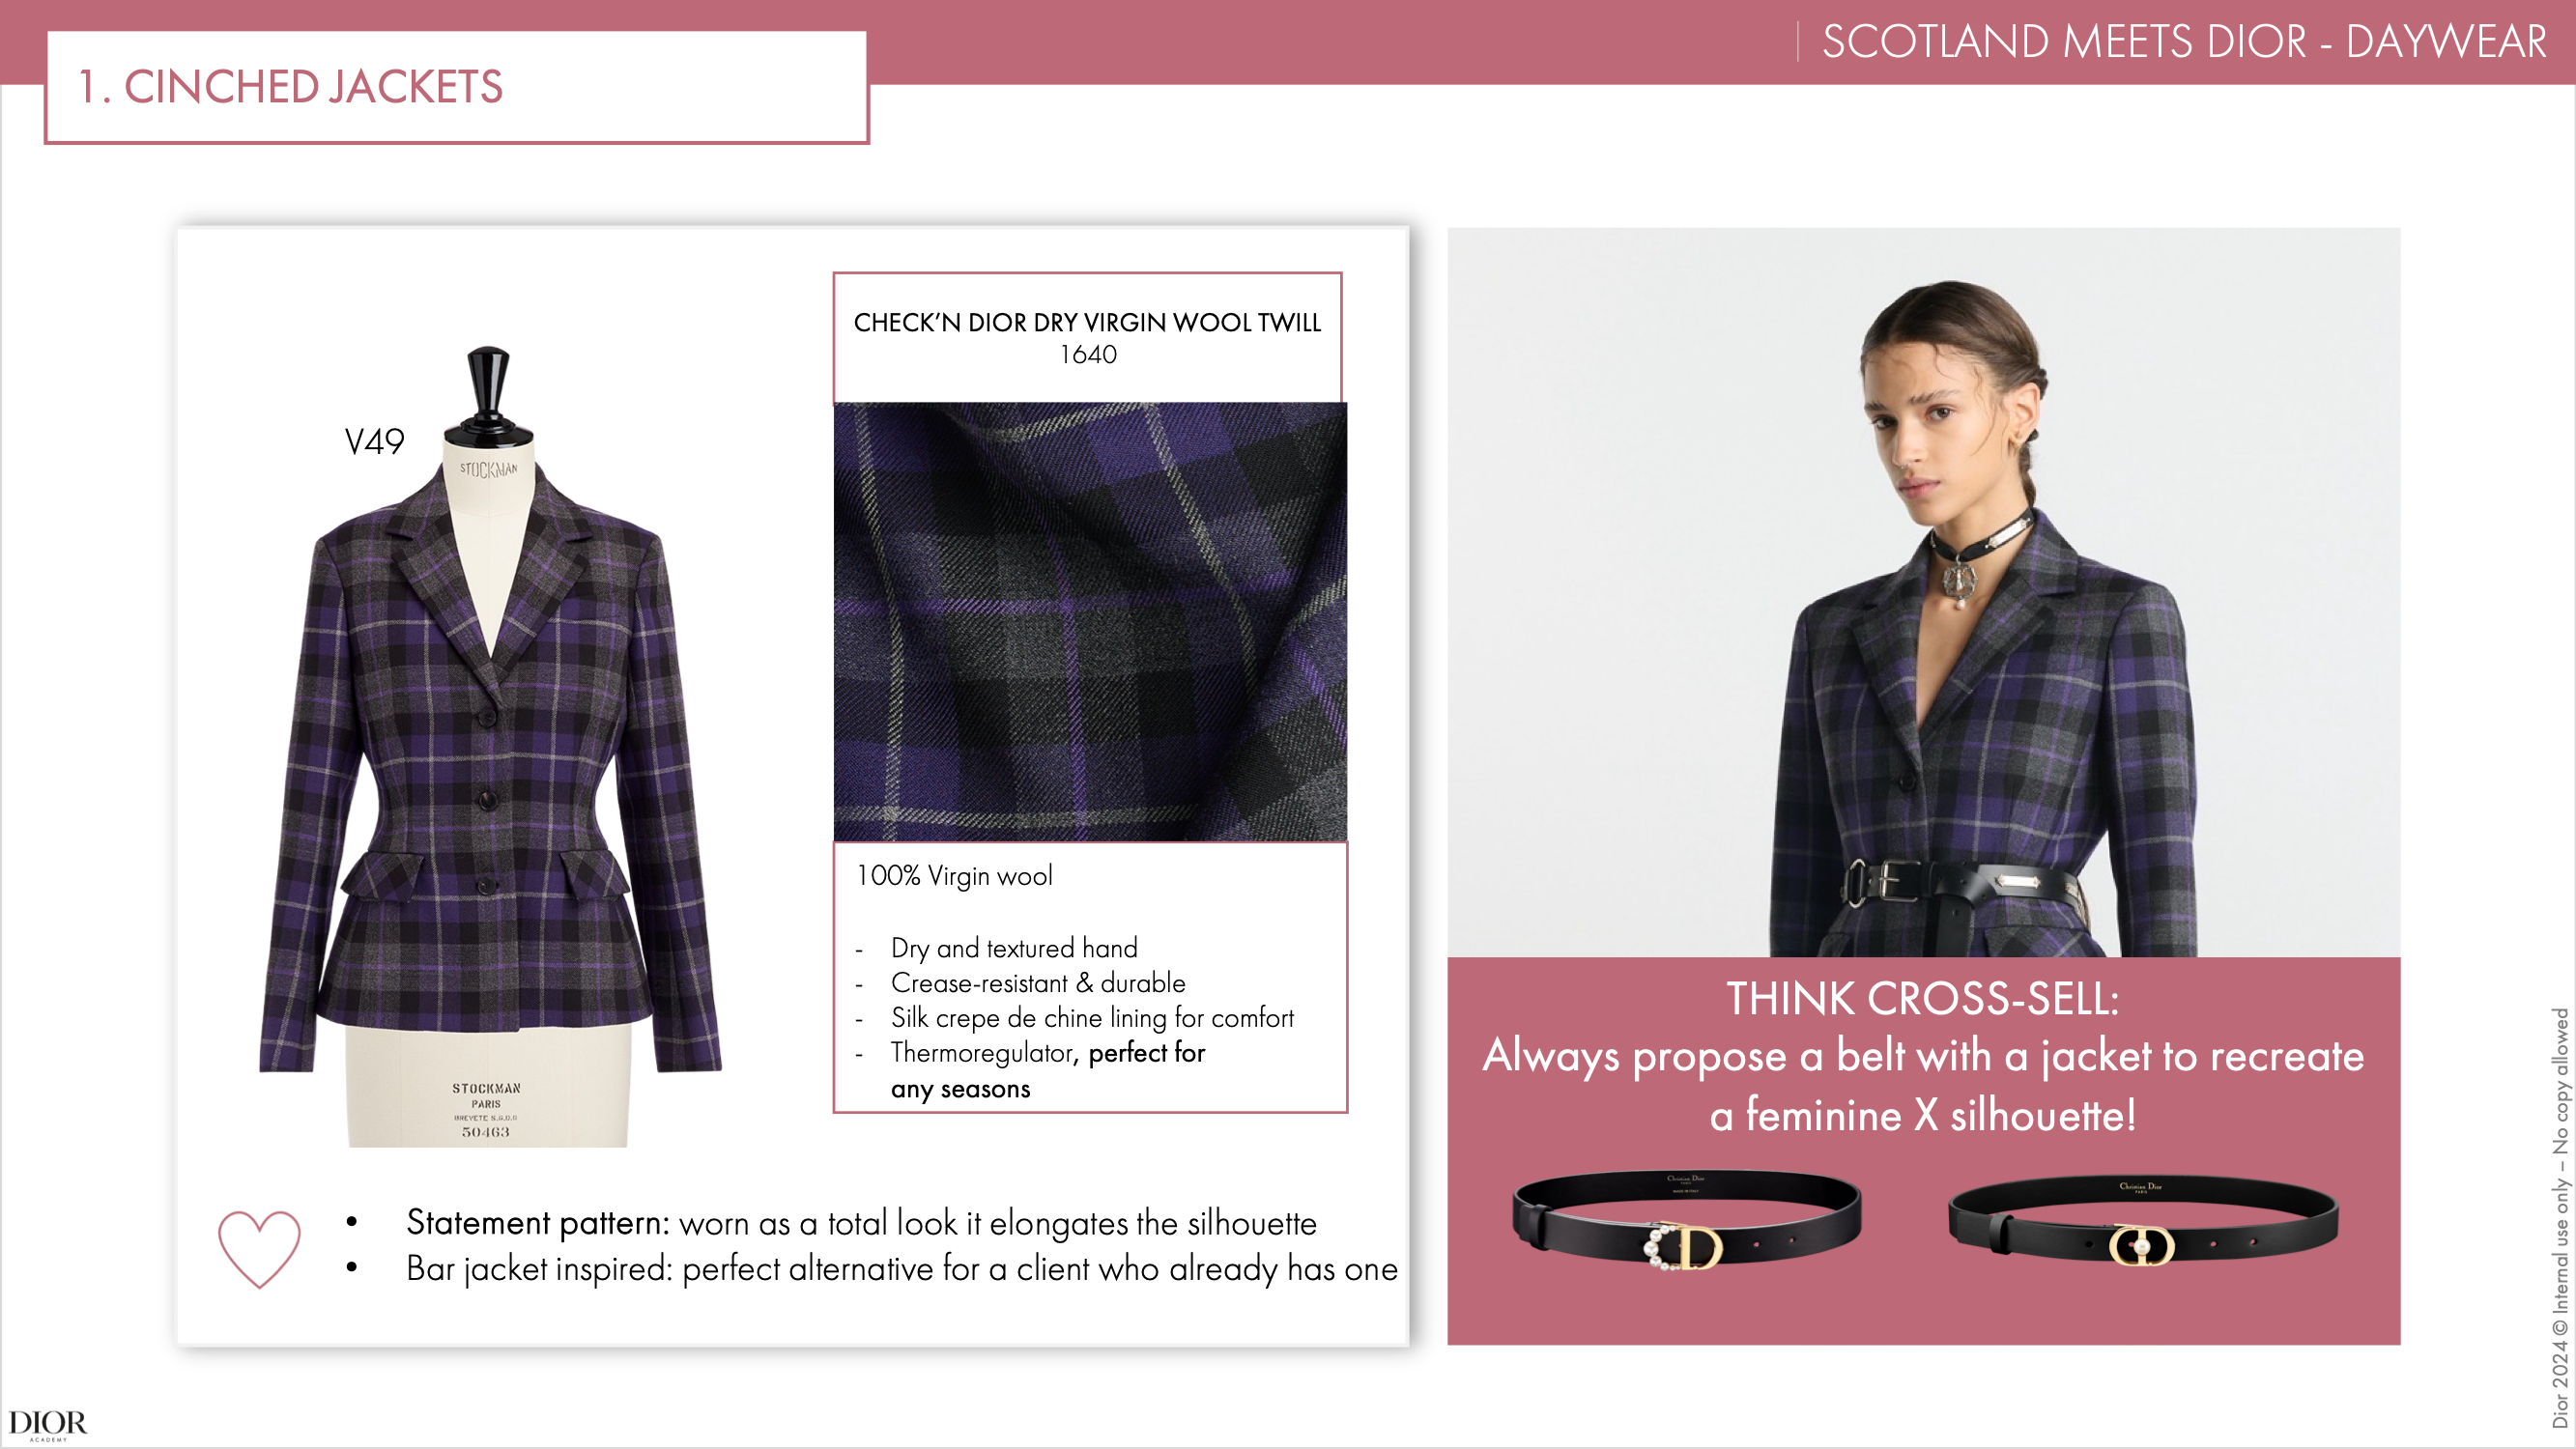 SCOTLAND MEETS DIOR - DAYWEAR
1. CINCHED JACKETS
CHECK’N DIOR DRY VIRGIN WOOL TWILL
1640
V49
STOCKMAN
100% Virgin wool
- Dry and textured hand
- Crease-resistant & durable
- Silk crepe de chine lining for comfort
- Thermoregulator, perfect for
any seasons
STOCKMAN
PARIS
BREVETE S.G.D.G
50463
• Statement pattern: worn as a total look it elongates the silhouette
• Bar jacket inspired: perfect alternative for a client who already has one
THINK CROSS-SELL:
Always propose a belt with a jacket to recreate
a feminine X silhouette!
Christian Dior
PARIS
MADE IN ITALY
Christian Dior
PARIS
DIOR
ACADEMY
Dior 2024 © Internal use only – No copy allowed